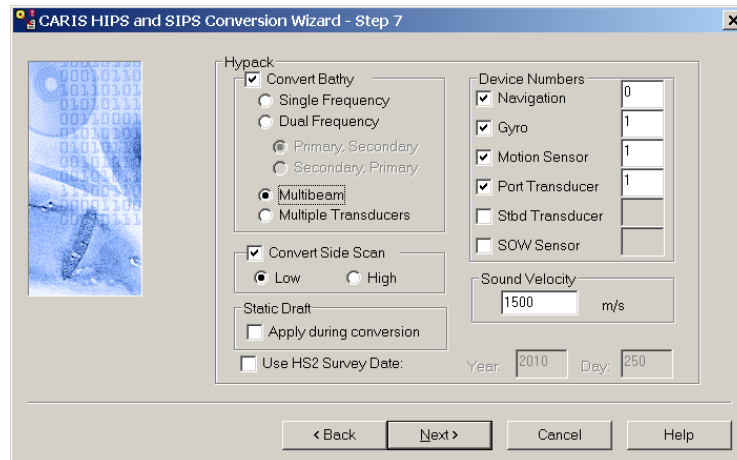 CARIS HIPS and SIPS Conversion Wizard - Step 7
Hypack
Convert Bathy
Single Frequency
Dual Frequency
Primary, Secondary
Secondary, Primary
Multibeam
Multiple Transducers
Convert Side Scan
Low High
Static Draft
Apply during conversion
Use HS2 Survey Date:
Device Numbers
Navigation 0
Gyro 1
Motion Sensor 1
Port Transducer 1
Stbd Transducer
SOW Sensor
Sound Velocity
1500 m/s
Year: 2010 Day: 250
< Back Next > Cancel Help